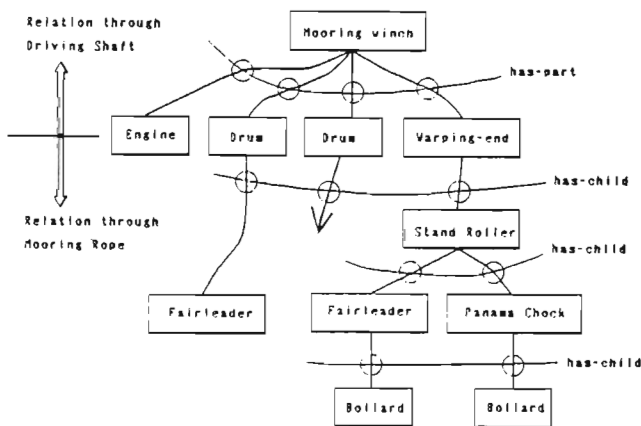 Relation through
Driving Shaft
Mooring winch
has-part
Engine
Drum
Drum
Warping-end
has-child
Relation through
Mooring Rope
Stand Roller
has-child
Fairleader
Fairleader
Panama Chock
has-child
Bollard
Bollard